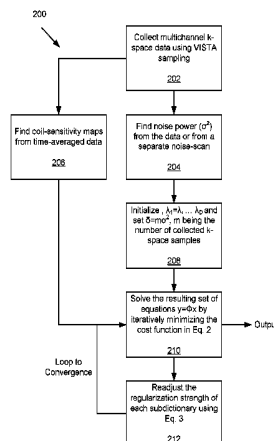 200
Collect multichannel k-
space data using VISTA
sampling
202
Find coil-sensitivity maps
from time-averaged data
206
Find noise power (σ²)
from the data or from a
separate noise-scan
204
Initialize , λ₁=λ, ... λD and
set δ=mσ², m being the
number of collected k-
space samples
208
Solve the resulting set of
equations y=Φx by
iteratively minimizing the
cost function in Eq. 2
210
Output
Loop to
Convergence
Readjust the
regularization strength of
each subdictionary using
Eq. 3
212